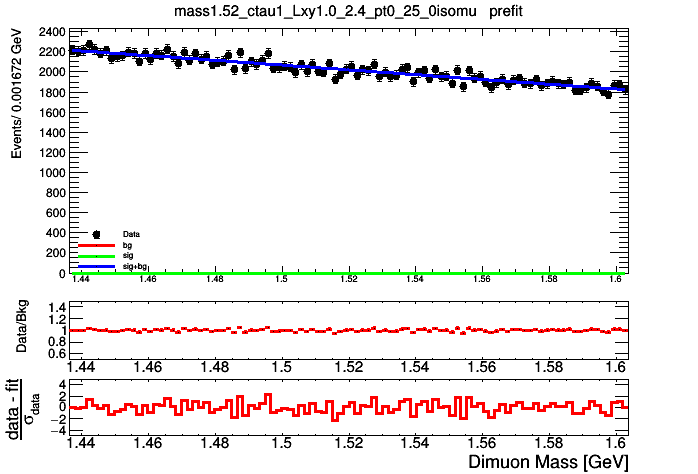 mass1.52_ctau1_Lxy1.0_2.4_pt0_25_0isomu prefit
Events/ 0.001672 GeV
2400
2200
2000
1800
1600
1400
1200
1000
800
600
400
200
0
Data
bg
sig
sig+bg
1.44 1.46 1.48 1.5 1.52 1.54 1.56 1.58 1.6
Data/Bkg
1.4
1.2
1
0.8
0.6
1.44 1.46 1.48 1.5 1.52 1.54 1.56 1.58 1.6
data - fit
σdata
4
2
0
−2
−4
1.44 1.46 1.48 1.5 1.52 1.54 1.56 1.58 1.6
Dimuon Mass [GeV]